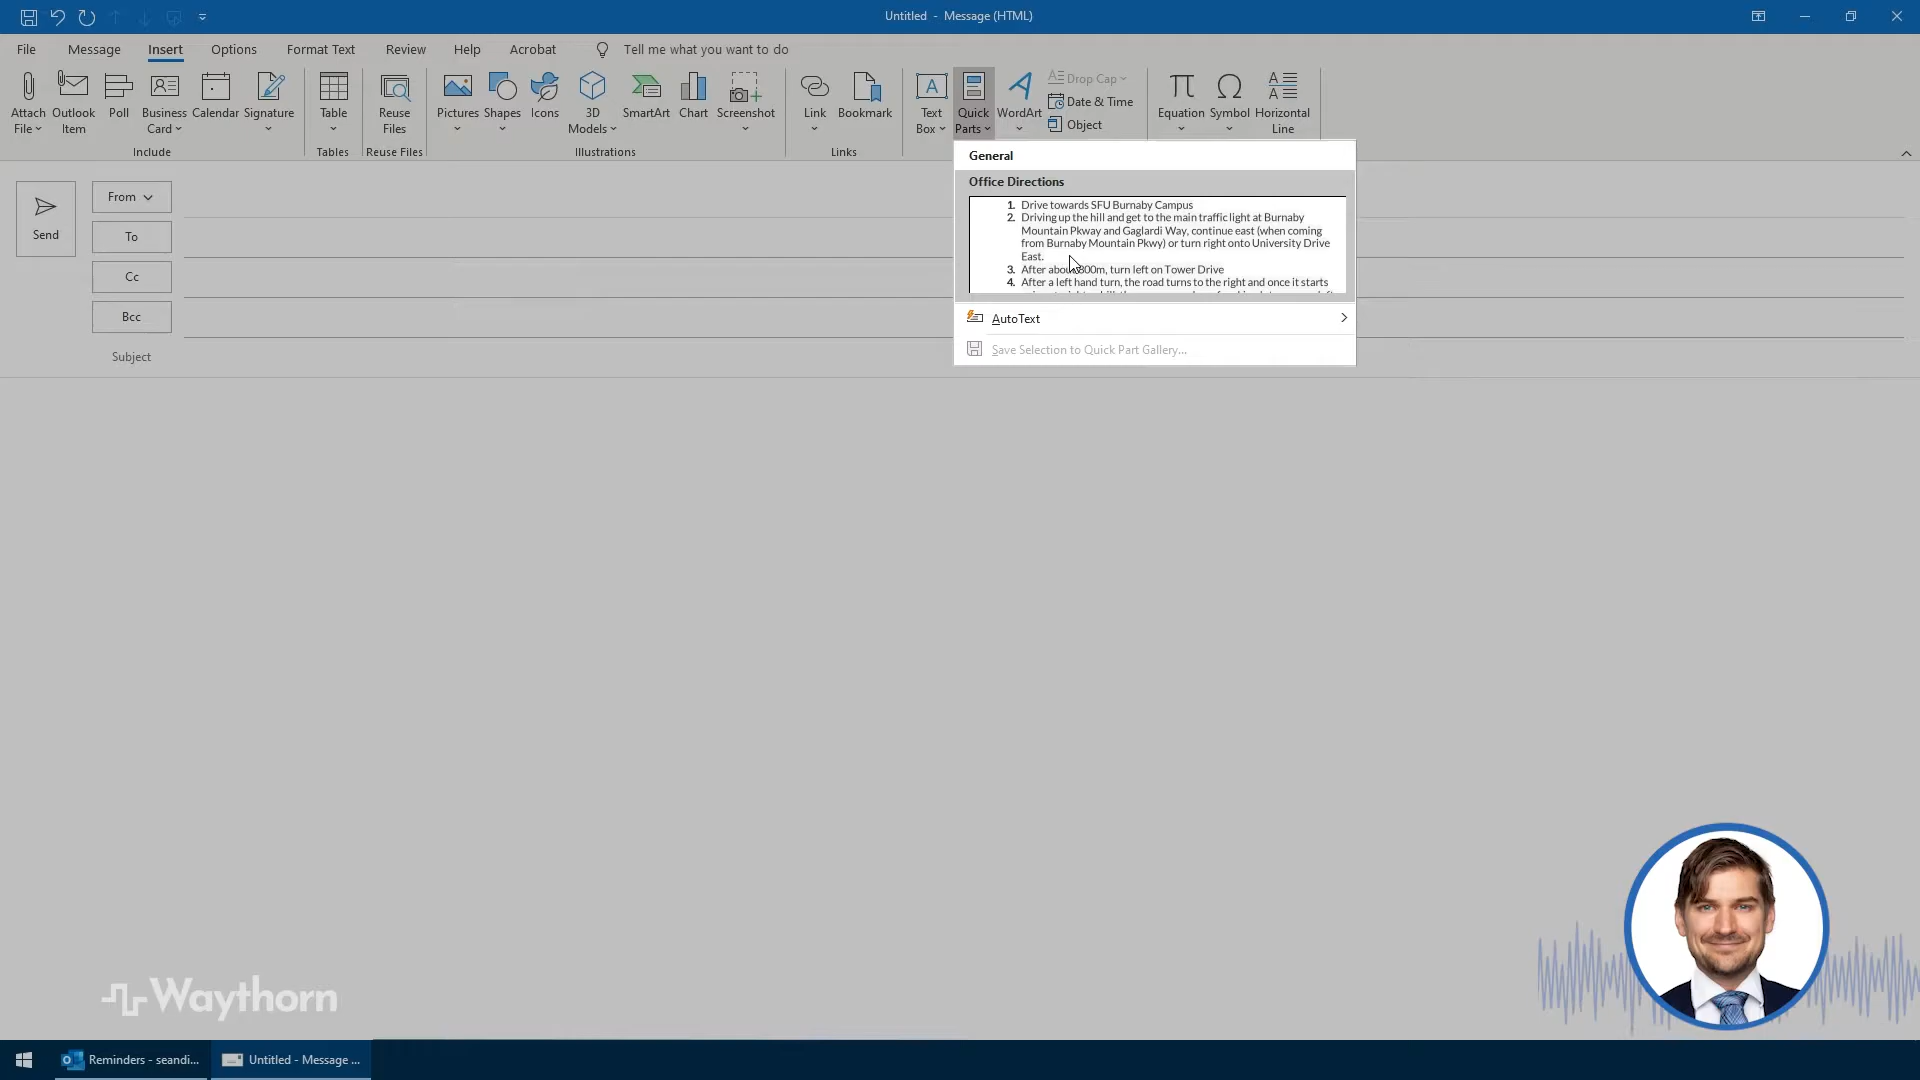 Untitled - Message (HTML)
File Message Insert Options Format Text Review Help Acrobat Tell me what you want to do
Attach File
Outlook Item
Poll
Business Card
Calendar
Signature
Include
Table
Tables
Reuse Files
Reuse Files
Pictures
Shapes
Icons
3D Models
SmartArt
Chart
Screenshot
Illustrations
Link
Bookmark
Links
Text Box
Quick Parts
WordArt
Drop Cap
Date & Time
Object
Equation
Symbol
Horizontal Line
Send
From
To
Cc
Bcc
Subject
General
Office Directions
1. Drive towards SFU Burnaby Campus
2. Driving up the hill and get to the main traffic light at Burnaby
Mountain Pkway and Gaglardi Way, continue east (when coming
from Burnaby Mountain Pkwy) or turn right onto University Drive
East.
3. After 800m, turn left on Tower Drive
4. After a left hand turn, the road turns to the right and once it starts
AutoText
Save Selection to Quick Part Gallery...
Waythorn
Reminders - seandi...
Untitled - Message ...